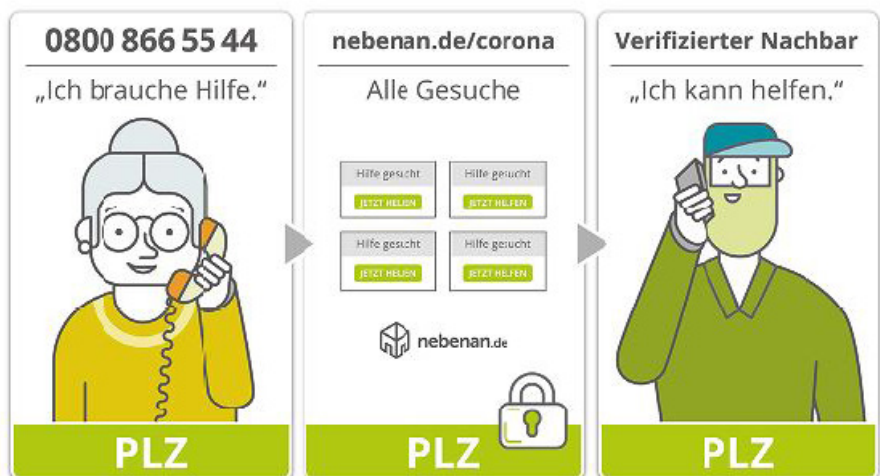 0800 866 55 44
„Ich brauche Hilfe.“
PLZ
nebenan.de/corona
Alle Gesuche
Hilfe gesucht
JETZT HELFEN
Hilfe gesucht
JETZT HELFEN
Hilfe gesucht
JETZT HELFEN
Hilfe gesucht
JETZT HELFEN
nebenan.de
PLZ
Verifizierter Nachbar
„Ich kann helfen.“
PLZ